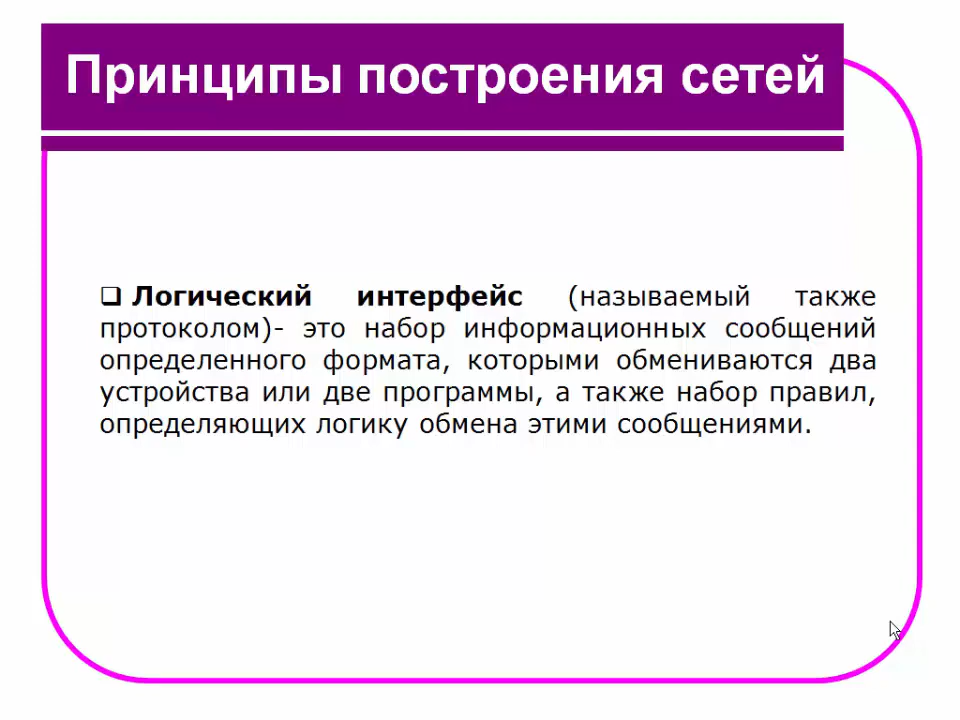 Принципы построения сетей
Логический интерфейс (называемый также
протоколом)- это набор информационных сообщений
определенного формата, которыми обмениваются два
устройства или две программы, а также набор правил,
определяющих логику обмена этими сообщениями.